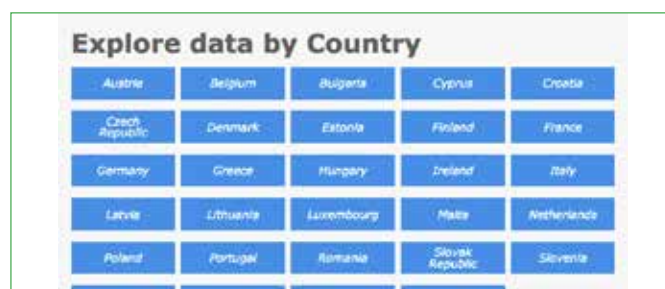 Explore data by Country
Austria Belgium Bulgaria Cyprus Croatia
Czech
Republic Denmark Estonia Finland France
Germany Greece Hungary Ireland Italy
Latvia Lithuania Luxembourg Malta Netherlands
Poland Portugal Romania Slovak
Republic Slovenia